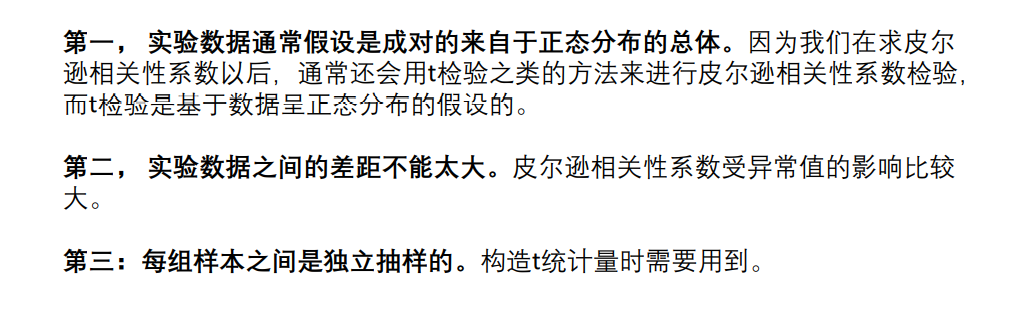 第一， 实验数据通常假设是成对的来自于正态分布的总体。因为我们在求皮尔
逊相关性系数以后，通常还会用t检验之类的方法来进行皮尔逊相关性系数检验，
而t检验是基于数据呈正态分布的假设的。
第二， 实验数据之间的差距不能太大。皮尔逊相关性系数受异常值的影响比较
大。
第三：每组样本之间是独立抽样的。构造t统计量时需要用到。